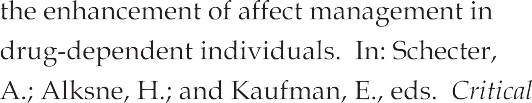 the enhancement of affect management in
drug-dependent individuals.  In: Schecter,
A.; Alksne, H.; and Kaufman, E., eds.  Critical